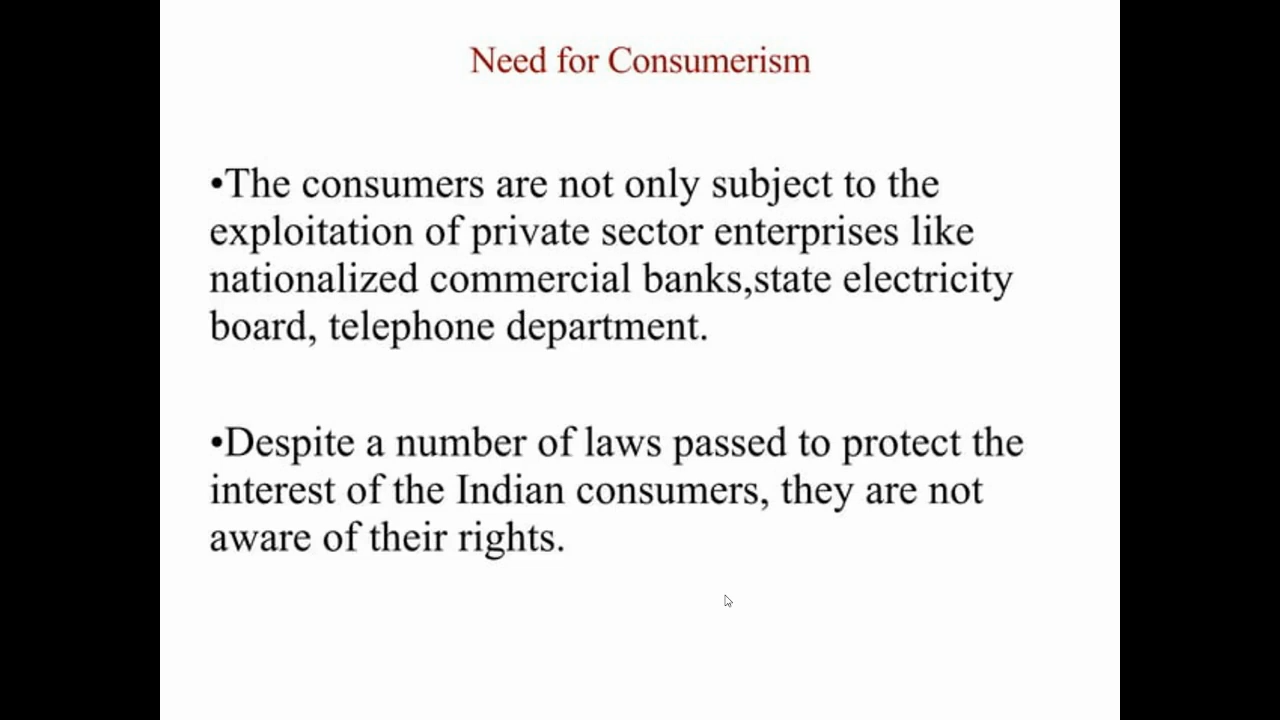 Need for Consumerism
•The consumers are not only subject to the
exploitation of private sector enterprises like
nationalized commercial banks,state electricity
board, telephone department.
•Despite a number of laws passed to protect the
interest of the Indian consumers, they are not
aware of their rights.